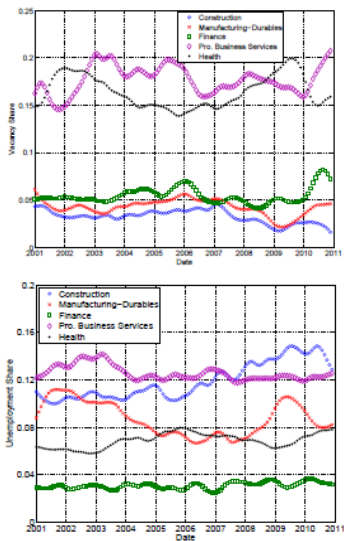 0.25
Construction
Manufacturing-Durables
Finance
Pro. Business Services
Health
0.2
0.15
0.1
0.05
0
Vacancy Share
2001 2002 2003 2004 2005 2006 2007 2008 2009 2010 2011
Date
0.2
Construction
Manufacturing-Durables
Finance
Pro. Business Services
Health
0.16
0.12
0.08
0.04
0
Unemployment Share
2001 2002 2003 2004 2005 2006 2007 2008 2009 2010 2011
Date